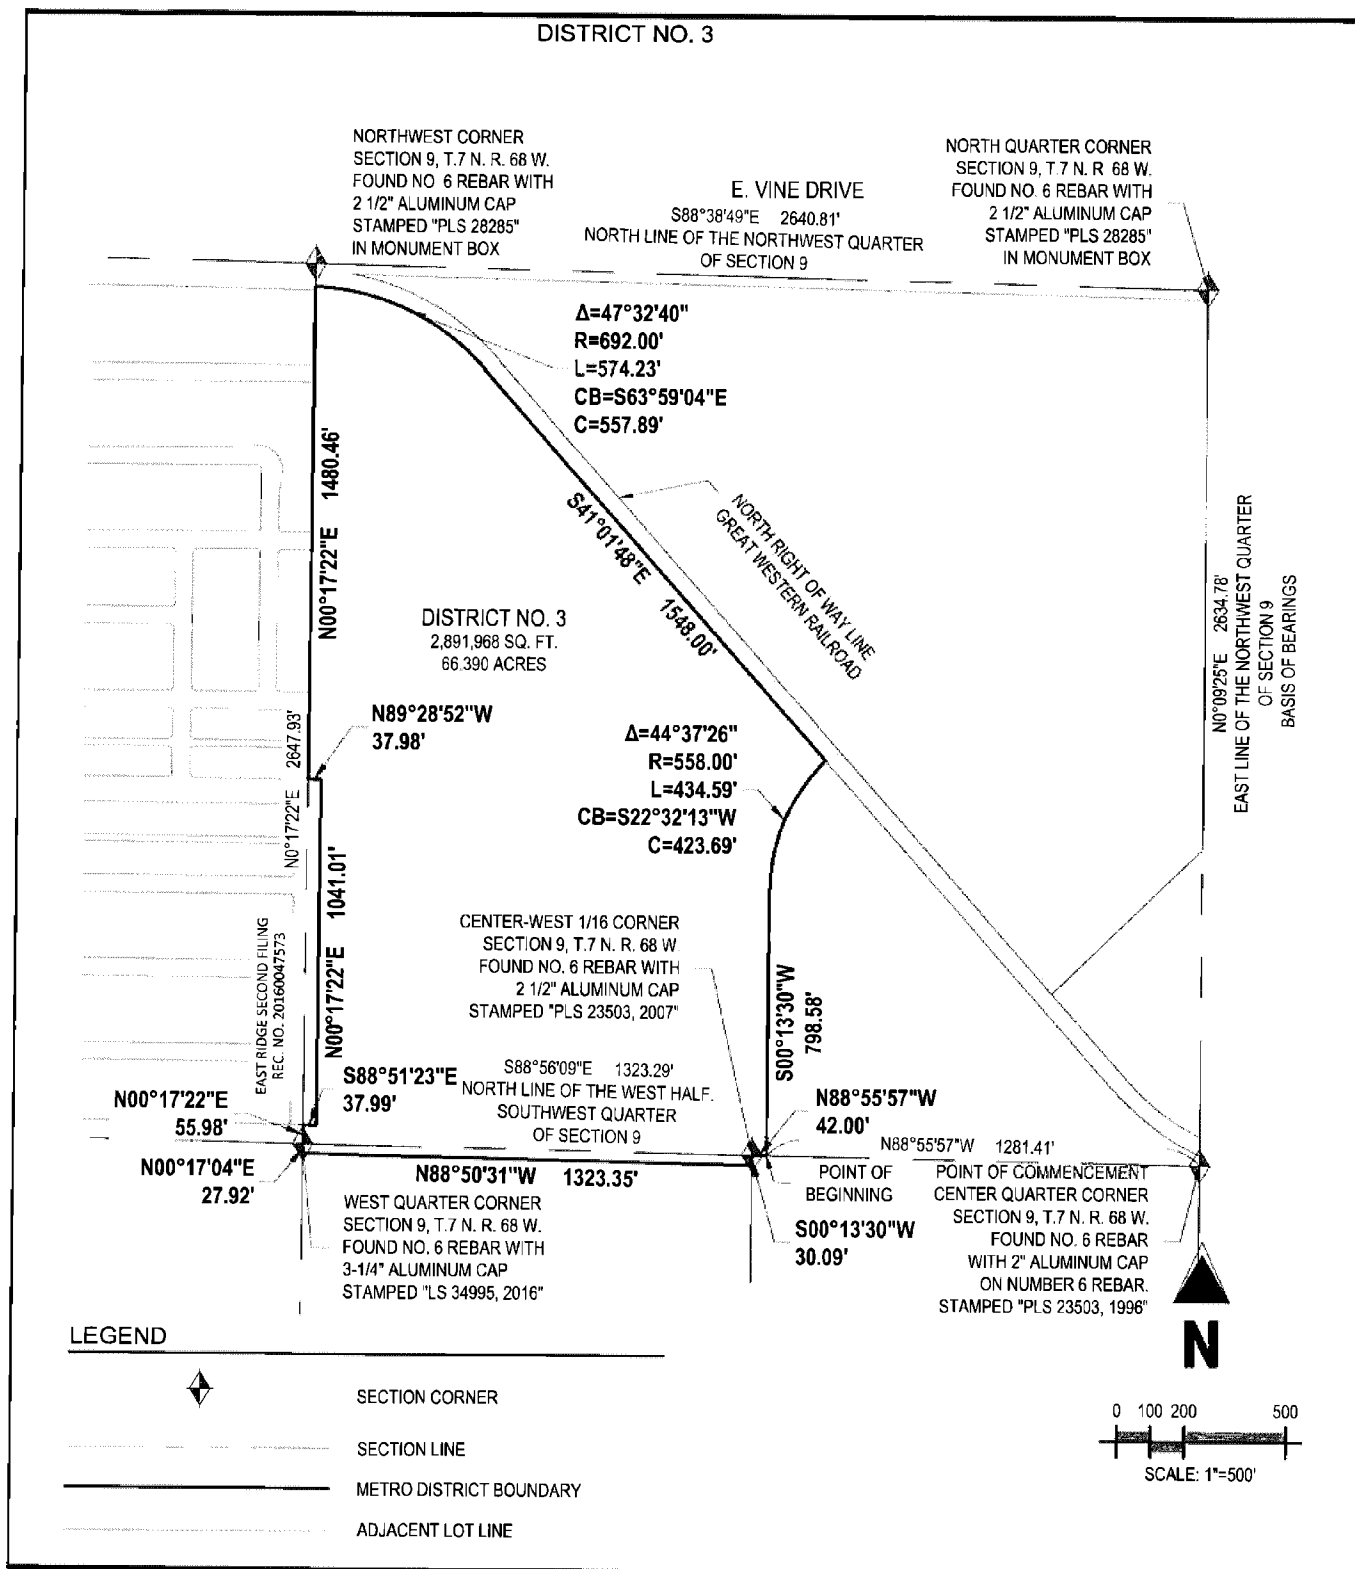 DISTRICT NO. 3
NORTHWEST CORNER
SECTION 9, T.7 N. R. 68 W.
FOUND NO 6 REBAR WITH
2 1/2" ALUMINUM CAP
STAMPED "PLS 28285"
IN MONUMENT BOX
E. VINE DRIVE
S88°38'49"E 2640.81'
NORTH LINE OF THE NORTHWEST QUARTER
OF SECTION 9
NORTH QUARTER CORNER
SECTION 9, T.7 N. R 68 W.
FOUND NO. 6 REBAR WITH
2 1/2" ALUMINUM CAP
STAMPED "PLS 28285"
IN MONUMENT BOX
Δ=47°32'40"
R=692.00'
L=574.23'
CB=S63°59'04"E
C=557.89'
N00°17'22"E 1480.46'
S41°01'48"E 1548.00'
NORTH RIGHT OF WAY LINE
GREAT WESTERN RAILROAD
N0°09'25"E 2634.78'
EAST LINE OF THE NORTHWEST QUARTER
OF SECTION 9
BASIS OF BEARINGS
DISTRICT NO. 3
2,891,968 SQ. FT.
66.390 ACRES
N89°28'52"W
37.98'
N0°17'22"E 2647.93'
Δ=44°37'26"
R=558.00'
L=434.59'
CB=S22°32'13"W
C=423.69'
N00°17'22"E 1041.01'
EAST RIDGE SECOND FILING
REC. NO. 20160047573
CENTER-WEST 1/16 CORNER
SECTION 9, T.7 N. R. 68 W.
FOUND NO. 6 REBAR WITH
2 1/2" ALUMINUM CAP
STAMPED "PLS 23503, 2007"
S00°13'30"W
798.58'
S88°56'09"E 1323.29'
NORTH LINE OF THE WEST HALF.
SOUTHWEST QUARTER
OF SECTION 9
S88°51'23"E
37.99'
N00°17'22"E
55.98'
N00°17'04"E
27.92'
N88°55'57"W
42.00'
N88°55'57"W 1281.41'
N88°50'31"W 1323.35'
POINT OF
BEGINNING
S00°13'30"W
30.09'
WEST QUARTER CORNER
SECTION 9, T.7 N. R. 68 W.
FOUND NO. 6 REBAR WITH
3-1/4" ALUMINUM CAP
STAMPED "LS 34995, 2016"
POINT OF COMMENCEMENT
CENTER QUARTER CORNER
SECTION 9, T.7 N. R. 68 W.
FOUND NO. 6 REBAR
WITH 2" ALUMINUM CAP
ON NUMBER 6 REBAR.
STAMPED "PLS 23503, 1996"
N
LEGEND
SECTION CORNER
SECTION LINE
METRO DISTRICT BOUNDARY
ADJACENT LOT LINE
0 100 200 500
SCALE: 1"=500'